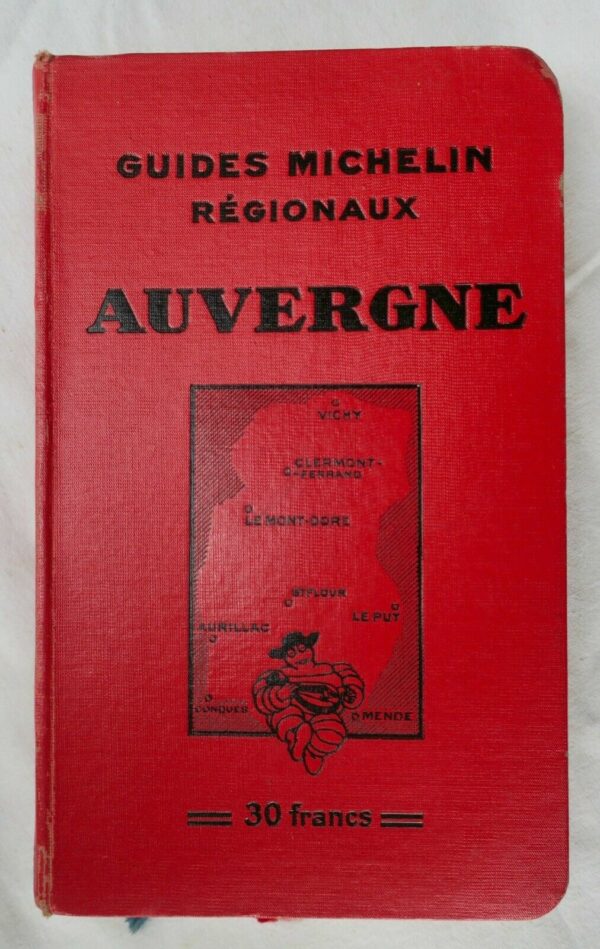 GUIDES MICHELIN
RÉGIONAUX
AUVERGNE
VICHY
CLERMONT-
-FERRAND
LE MONT-DORE
ST FLOUR
LE PUY
AURILLAC
CONQUES
MENDE
30 francs